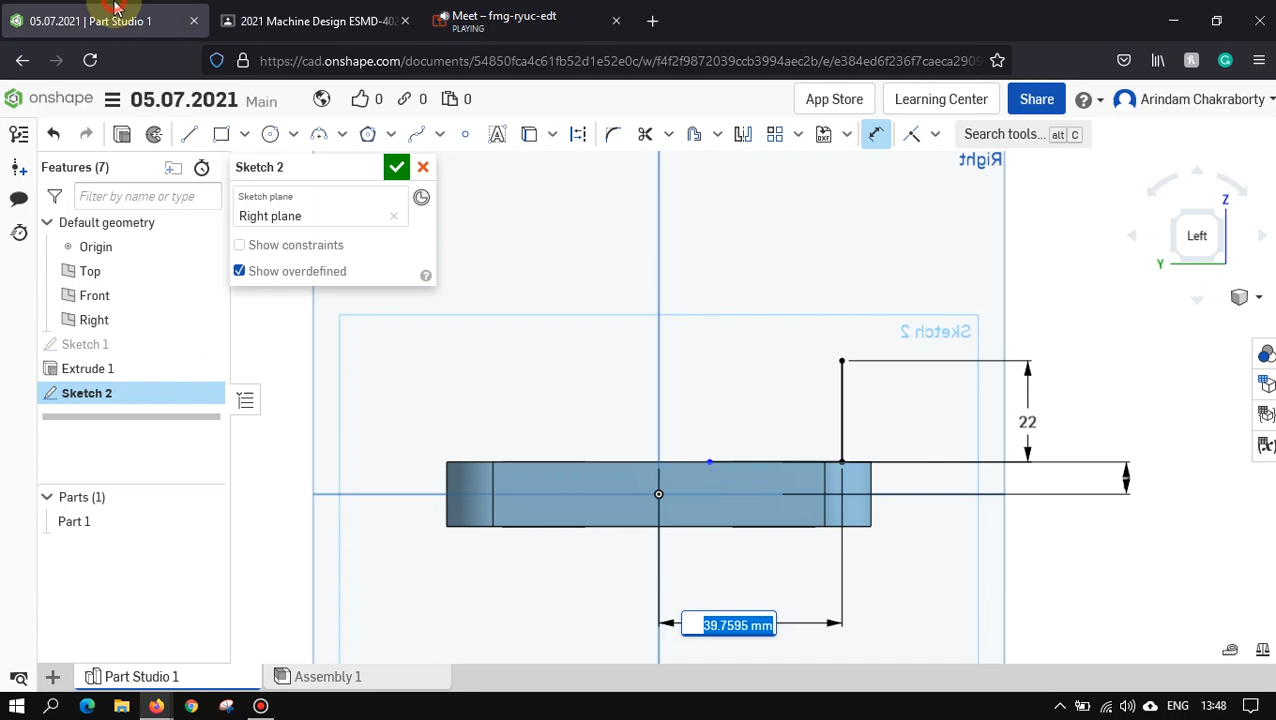 05.07.2021 | Part Studio 1
2021 Machine Design ESMD-402
Meet – fmg-ryuc-edt
PLAYING
https://cad.onshape.com/documents/54850fca4c61fb52d1e52e0c/w/f4f2f9872039ccb3994aec2b/e/e384ed6f236f7caeca2909
onshape
05.07.2021 Main
0
0
0
App Store
Learning Center
Share
Arindam Chakraborty
Search tools... alt C
Features (7)
Filter by name or type
Default geometry
Origin
Top
Front
Right
Sketch 1
Extrude 1
Sketch 2
Parts (1)
Part 1
Sketch 2
Sketch plane
Right plane
Show constraints
Show overdefined
Right
Sketch 2
22
39.7595 mm
Left
Z
Y
Part Studio 1
Assembly 1
ENG
13:48